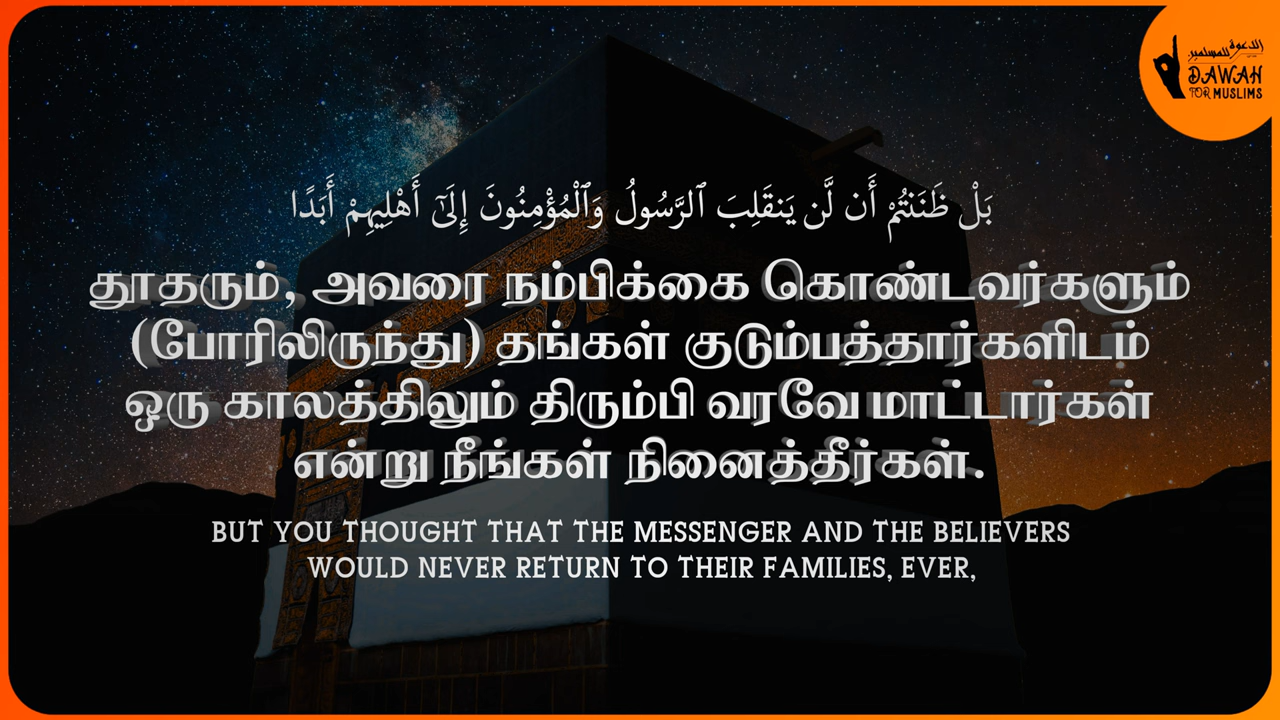 الدعوة للمسلمين
DAWAH
FOR MUSLIMS
بَلْ ظَنَنتُمْ أَن لَّن يَنقَلِبَ ٱلرَّسُولُ وَٱلْمُؤْمِنُونَ إِلَىٰٓ أَهْلِيهِمْ أَبَدًا
தூதரும், அவரை நம்பிக்கை கொண்டவர்களும்
(போரிலிருந்து) தங்கள் குடும்பத்தார்களிடம்
ஒரு காலத்திலும் திரும்பி வரவே மாட்டார்கள்
என்று நீங்கள் நினைத்தீர்கள்.
BUT YOU THOUGHT THAT THE MESSENGER AND THE BELIEVERS
WOULD NEVER RETURN TO THEIR FAMILIES, EVER,